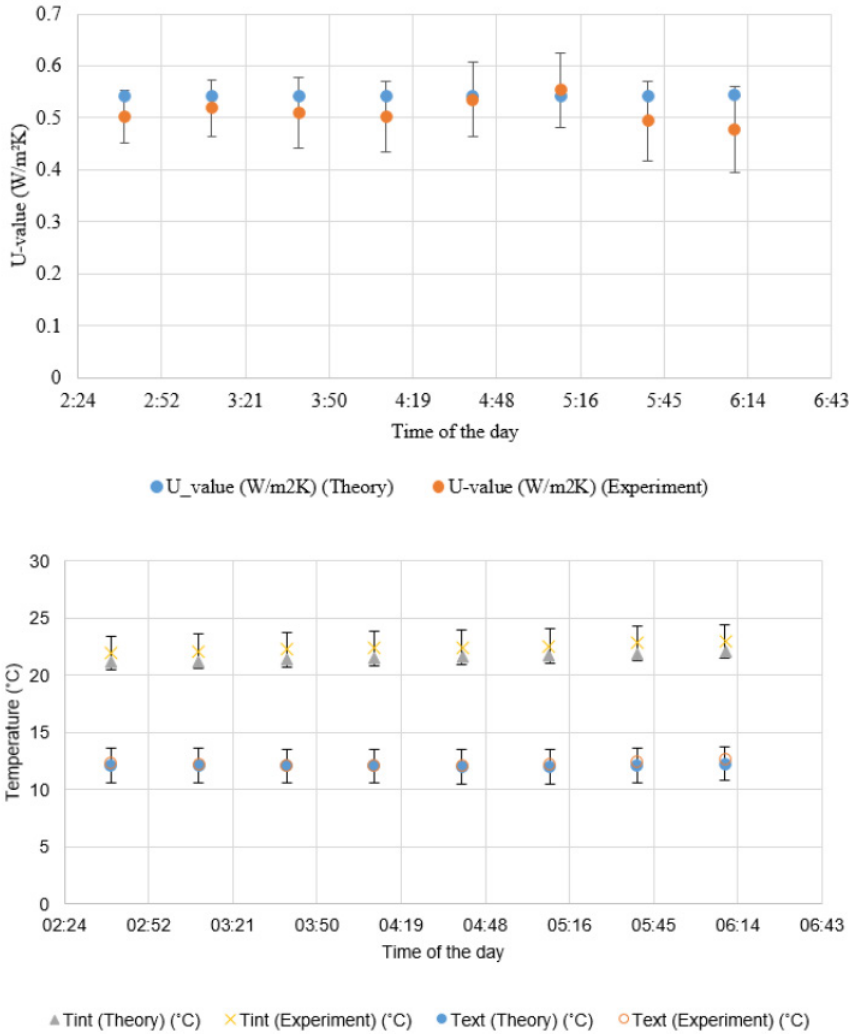 0.7
0.6
0.5
0.4
0.3
0.2
0.1
0
U-value (W/m²K)
2:24 2:52 3:21 3:50 4:19 4:48 5:16 5:45 6:14 6:43
Time of the day
U_value (W/m2K) (Theory) U-value (W/m2K) (Experiment)
30
25
20
15
10
5
0
Temperature (°C)
02:24 02:52 03:21 03:50 04:19 04:48 05:16 05:45 06:14 06:43
Time of the day
Tint (Theory) (°C) Tint (Experiment) (°C) Text (Theory) (°C) Text (Experiment) (°C)